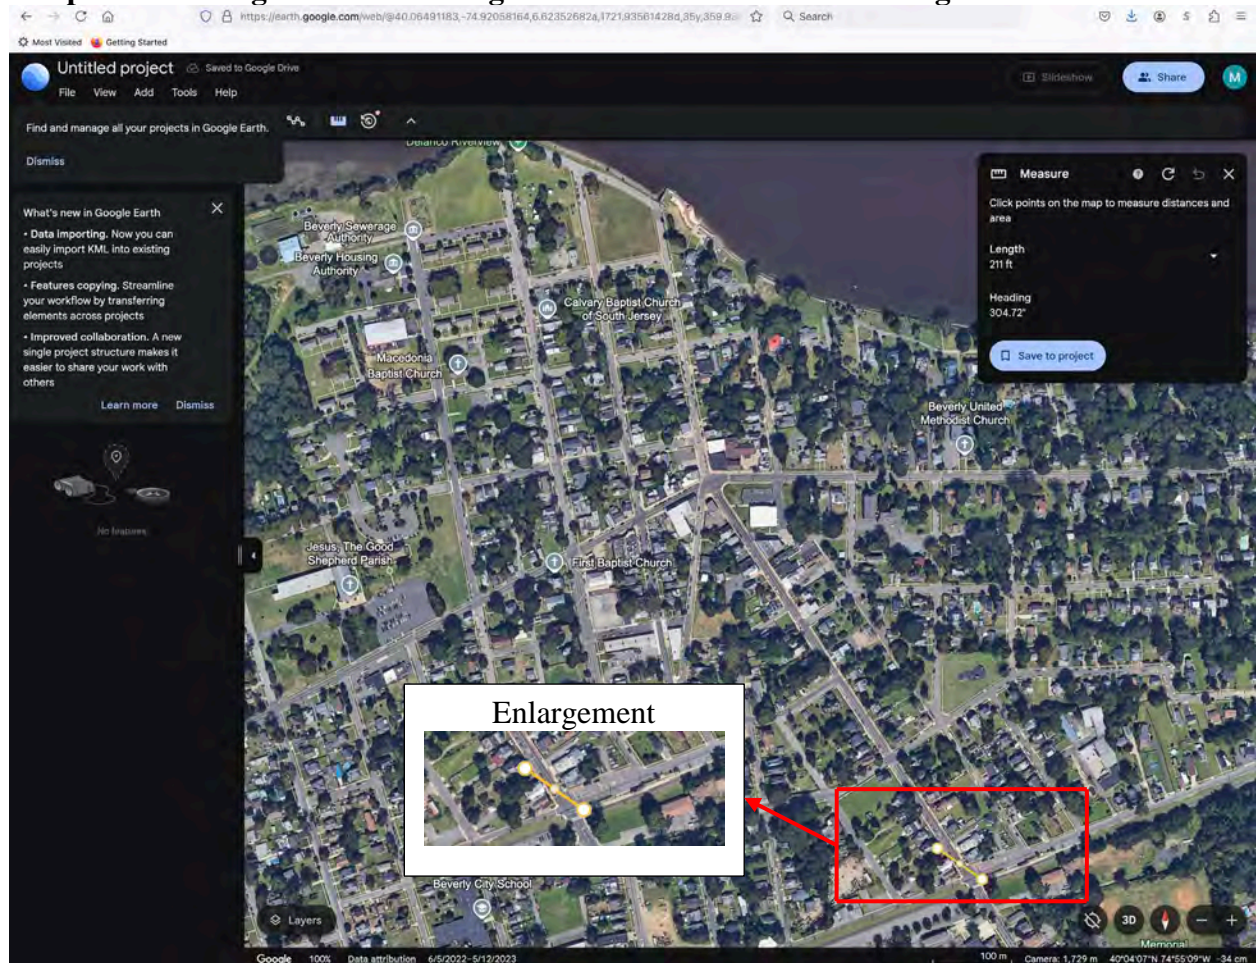 https://earth.google.com/web/@40.06491183,-74.92058164,6.62352682a,1721.93561428d,35y,359.9
Search
Most Visited
Getting Started
Untitled project
Saved to Google Drive
File View Add Tools Help
Slideshow
Share
M
Find and manage all your projects in Google Earth.
Dismiss
What's new in Google Earth
• Data importing. Now you can
easily import KML into existing
projects
• Features copying. Streamline
your workflow by transferring
elements across projects
• Improved collaboration. A new
single project structure makes it
easier to share your work with
others
Learn more Dismiss
No features
Measure
Click points on the map to measure distances and
area
Length
211 ft
Heading
304.72°
Save to project
Delanco Riverview
Beverly Sewerage
Authority
Beverly Housing
Authority
Calvary Baptist Church
of South Jersey
Macedonia
Baptist Church
Beverly United
Methodist Church
Jesus, The Good
Shepherd Parish
First Baptist Church
Enlargement
Beverly City School
Layers
3D
Memorial
Google 100% Data attribution 6/5/2022-5/12/2023
100 m Camera: 1,729 m 40°04'07"N 74°55'09"W -34 cm